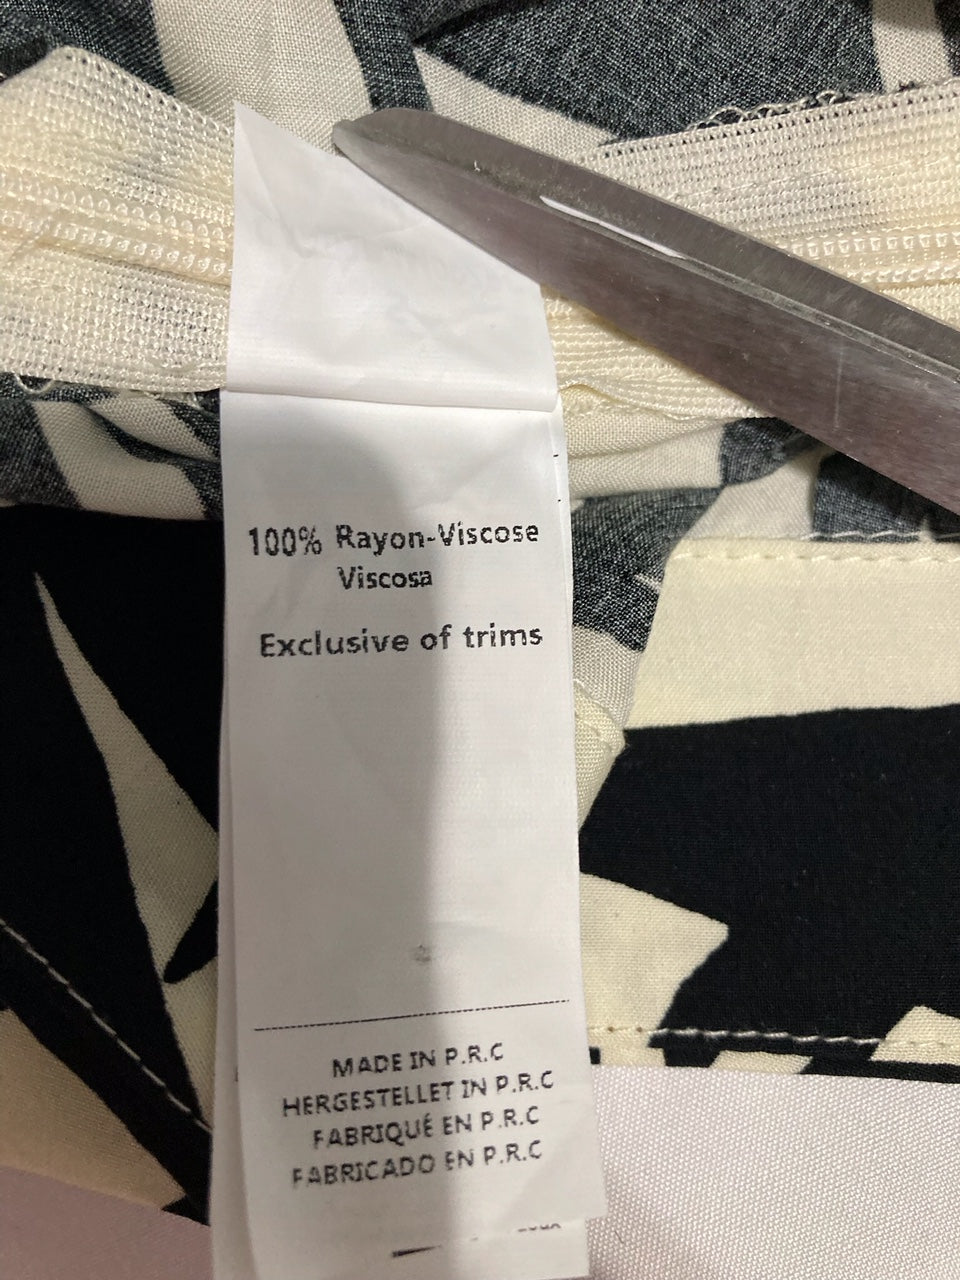 100% Rayon-Viscose
Viscosa
Exclusive of trims
MADE IN P.R.C
HERGESTELLET IN P.R.C
FABRIQUÉ EN P.R.C
FABRICADO EN P.R.C